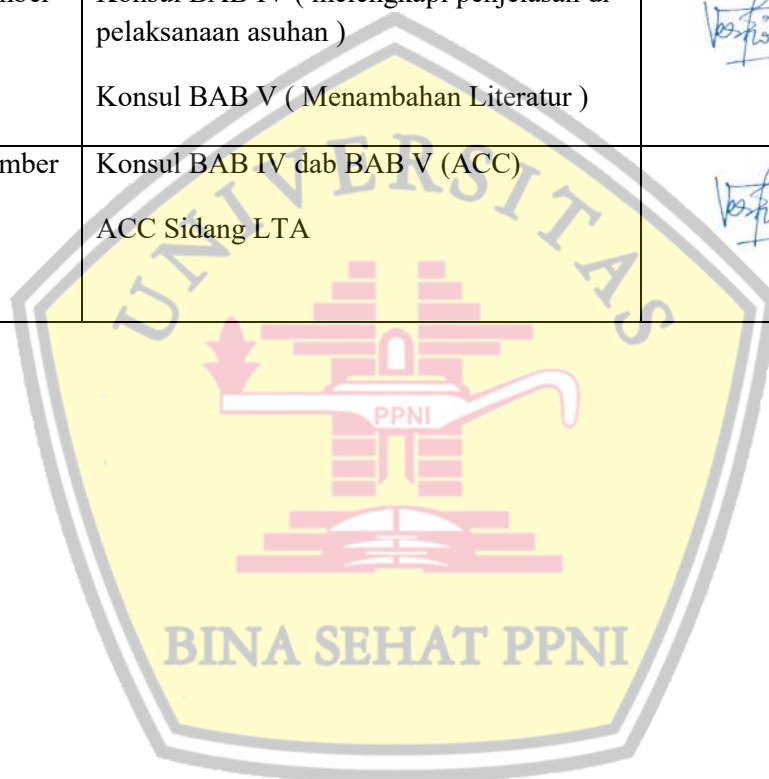 Konsul BAB IV ( melengkapi penjelasan di
pelaksanaan asuhan )
Konsul BAB V ( Menambahan Literatur )
Konsul BAB IV dab BAB V (ACC)
ACC Sidang LTA
UNIVERSITAS
PPNI
BINA SEHAT PPNI